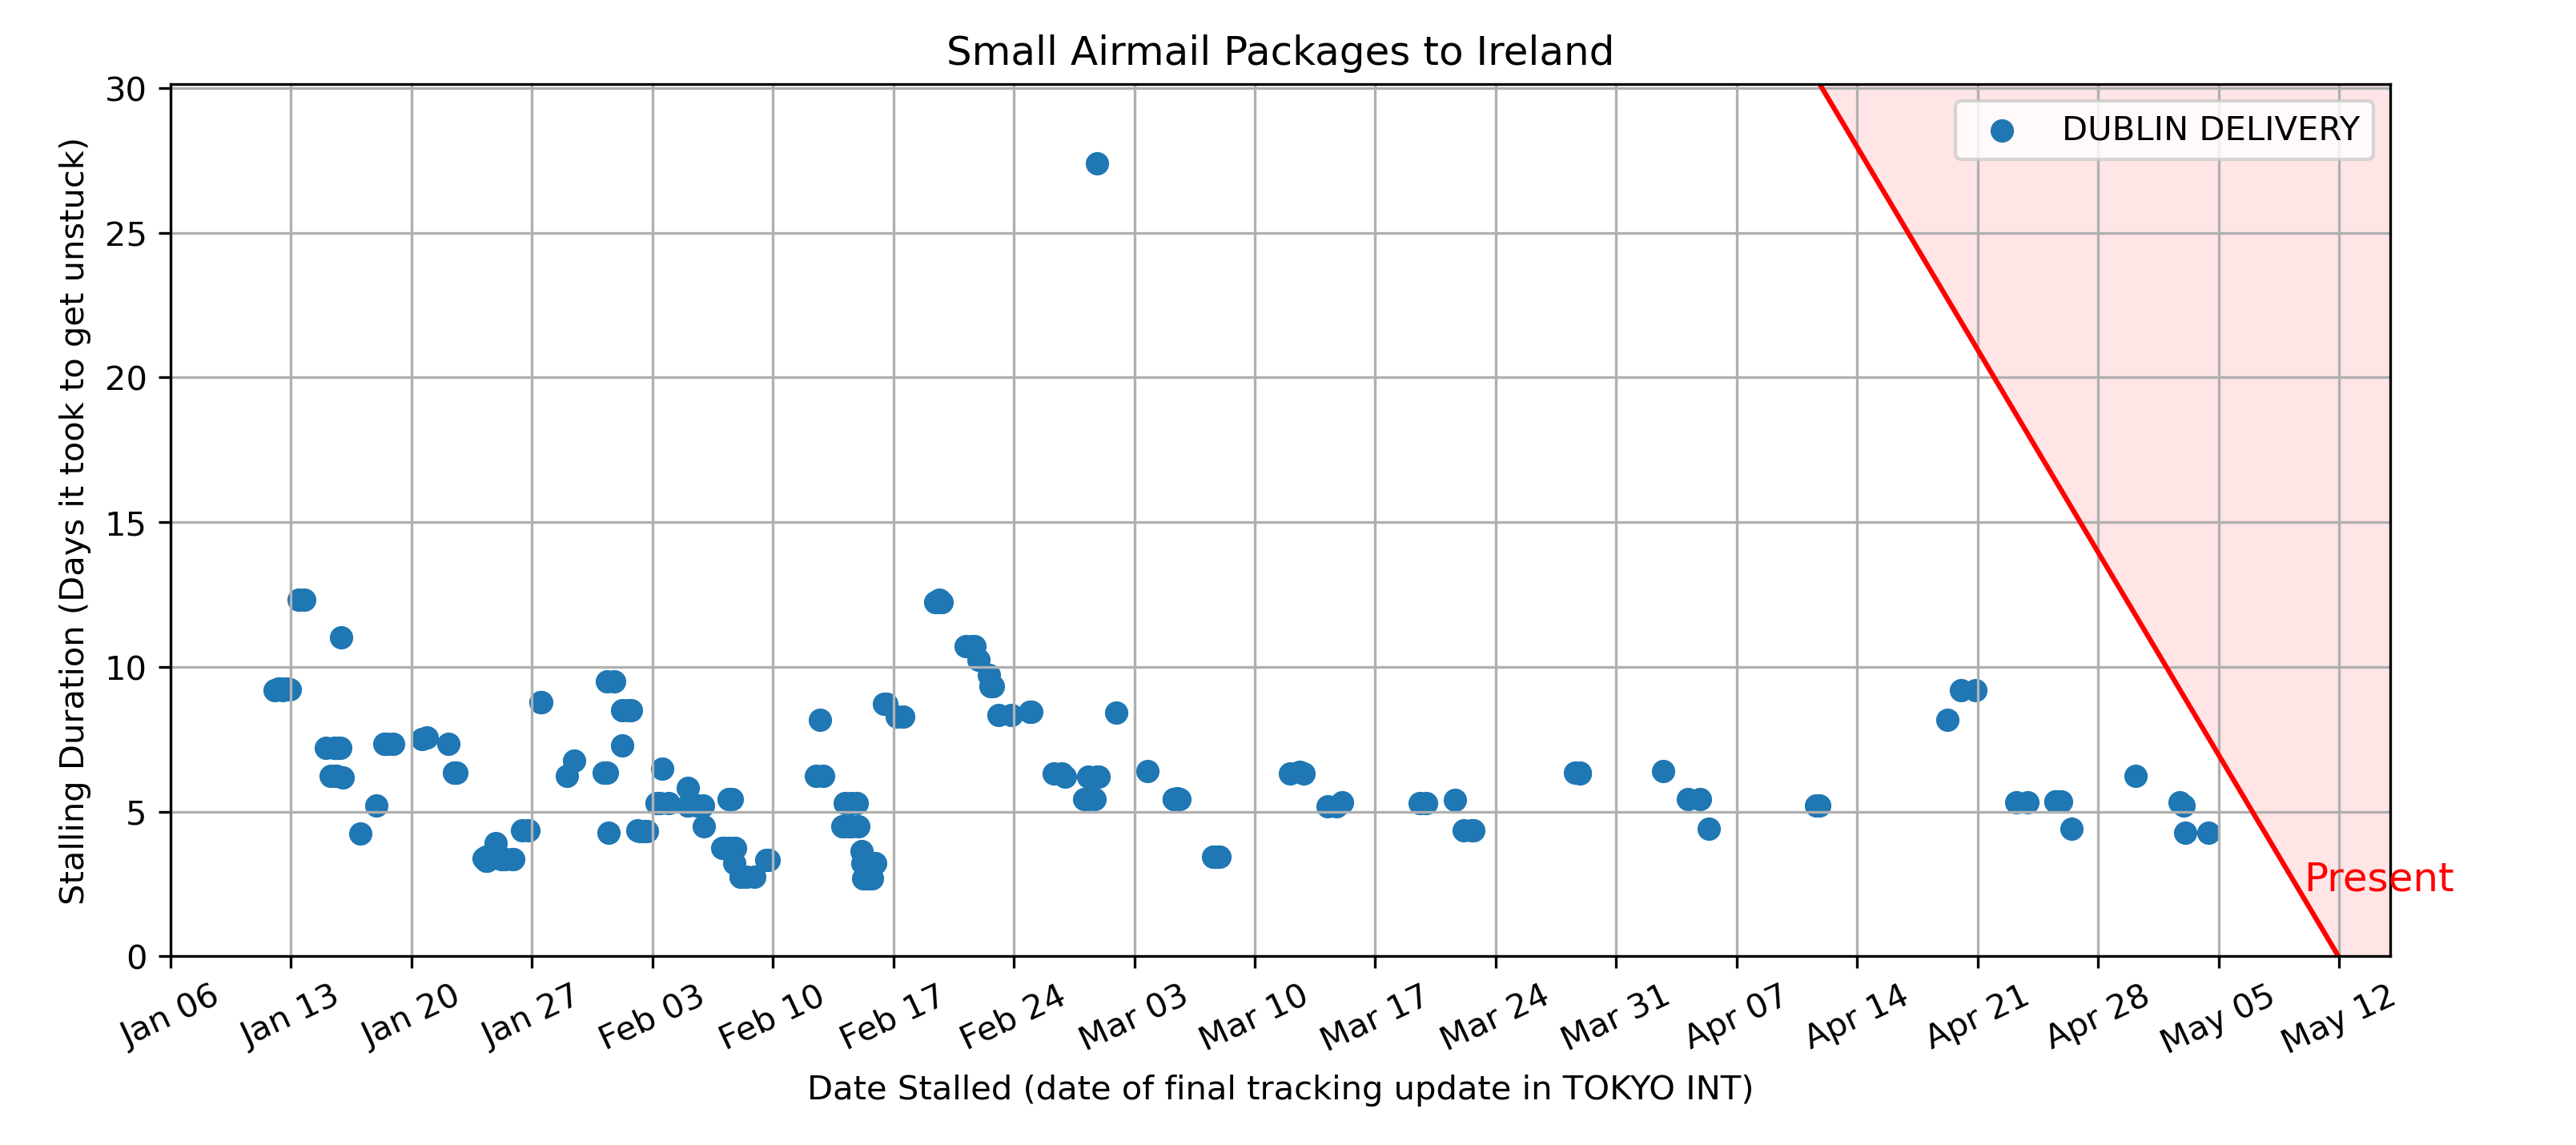 Small Airmail Packages to Ireland
DUBLIN DELIVERY
Stalling Duration (Days it took to get unstuck)
30
25
20
15
10
5
0
Present
Jan 06
Jan 13
Jan 20
Jan 27
Feb 03
Feb 10
Feb 17
Feb 24
Mar 03
Mar 10
Mar 17
Mar 24
Mar 31
Apr 07
Apr 14
Apr 21
Apr 28
May 05
May 12
Date Stalled (date of final tracking update in TOKYO INT)